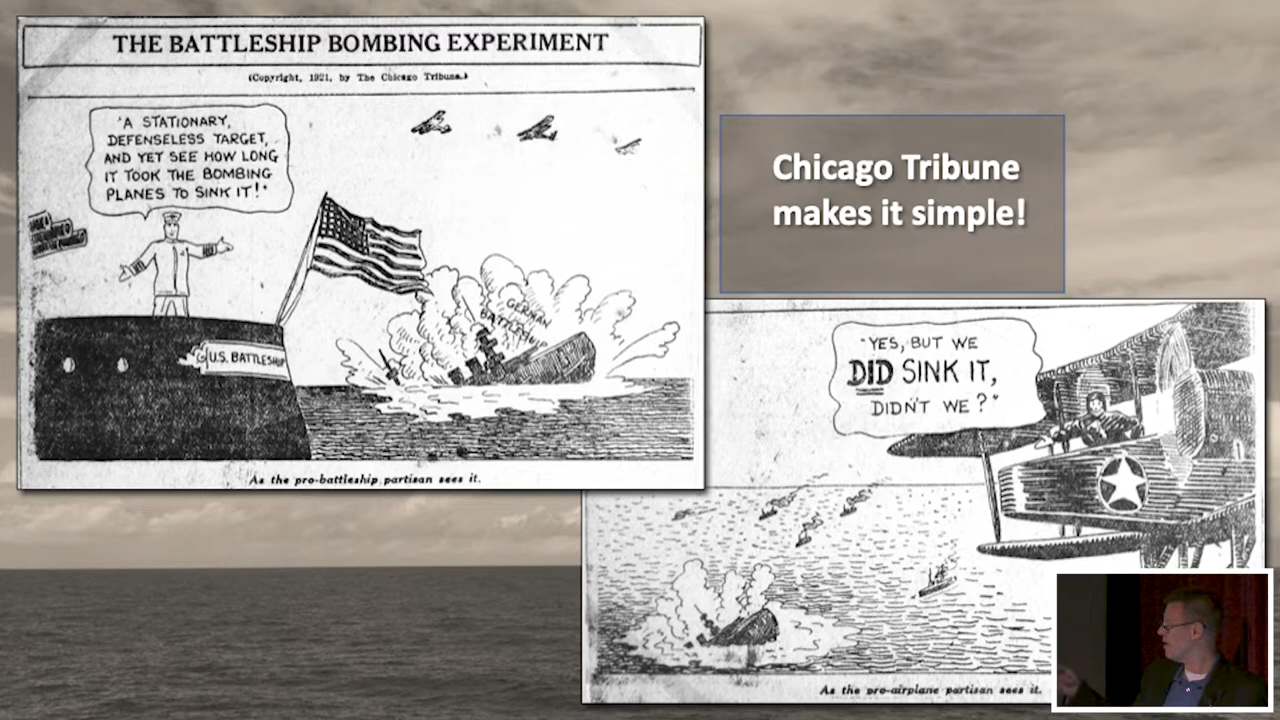 THE BATTLESHIP BOMBING EXPERIMENT
(Copyright, 1921, by The Chicago Tribune.)
"A STATIONARY,
DEFENSELESS TARGET,
AND YET SEE HOW LONG
IT TOOK THE BOMBING
PLANES TO SINK IT!"
U.S. BATTLESHIP
GERMAN
BATTLESHIP
As the pro-battleship partisan sees it.
Chicago Tribune
makes it simple!
"YES, BUT WE
DID SINK IT,
DIDN'T WE?"
As the pro-airplane partisan sees it.